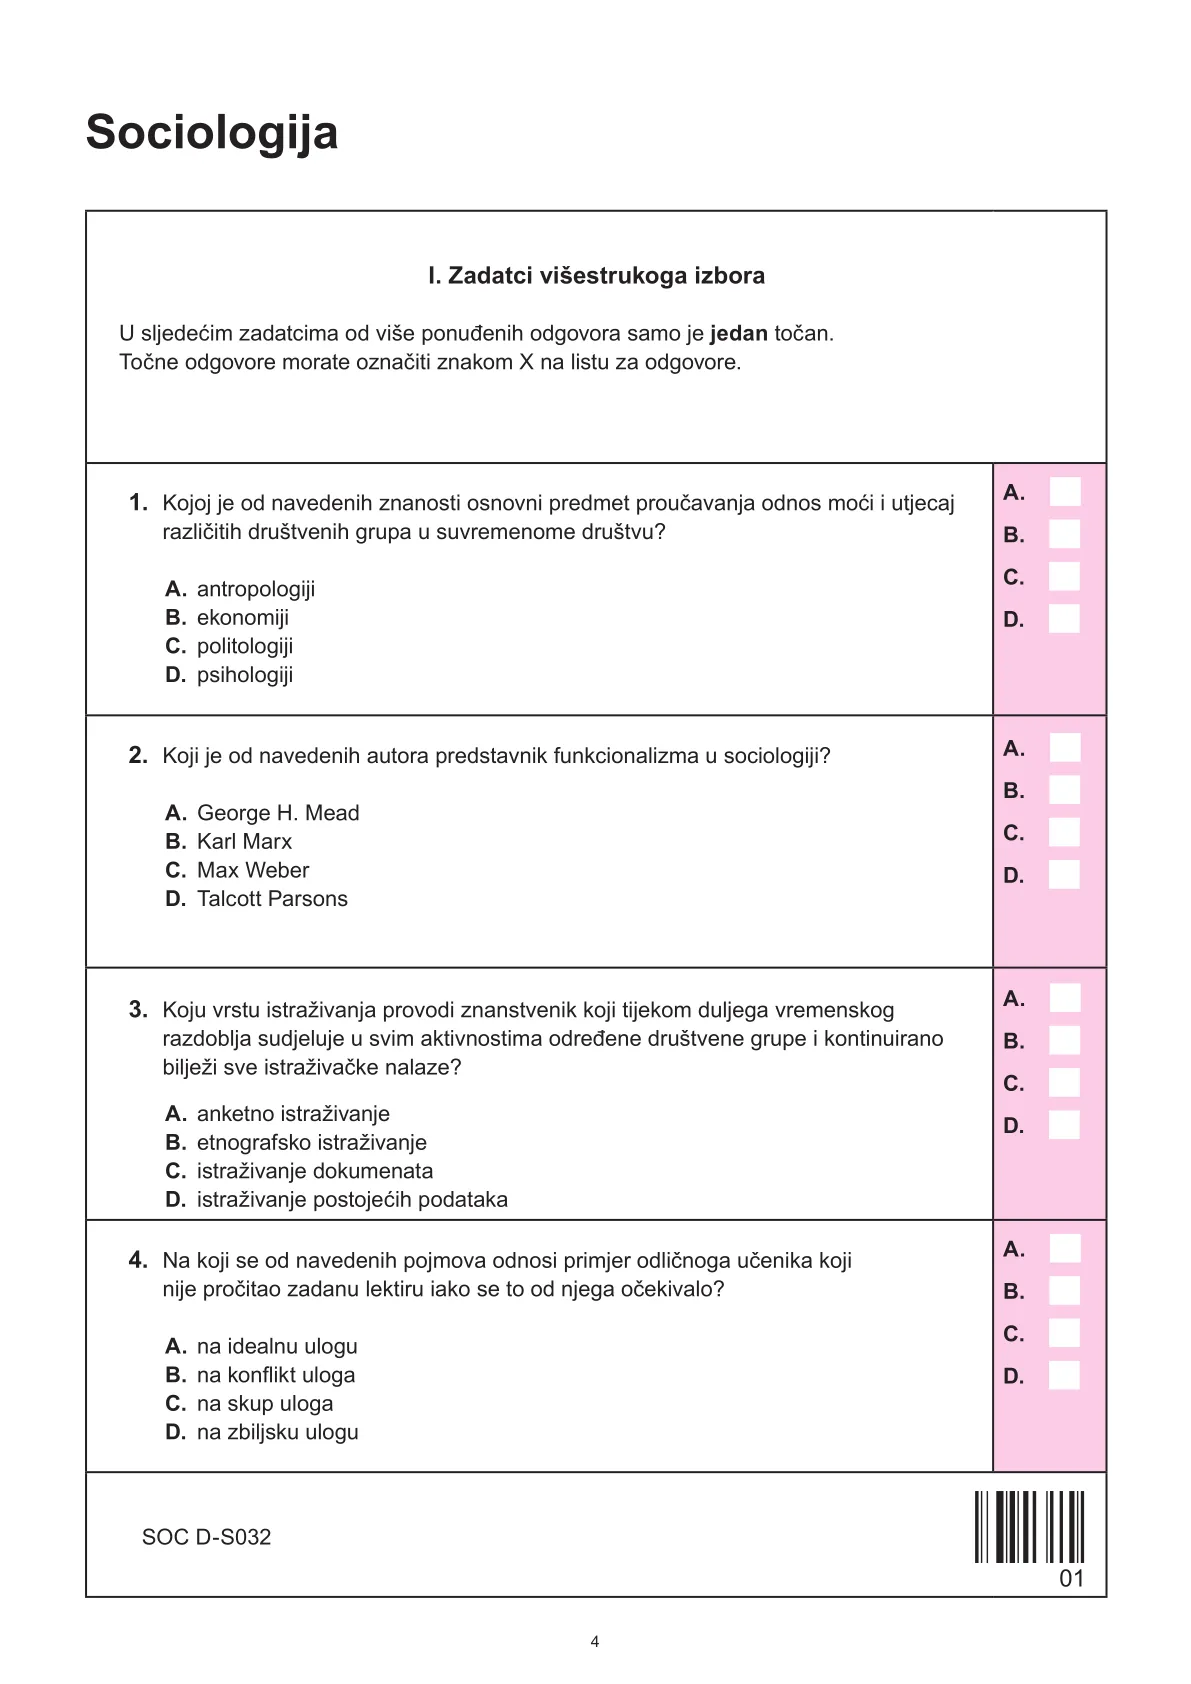 Sociologija
I. Zadatci višestrukoga izbora
U sljedećim zadatcima od više ponuđenih odgovora samo je jedan točan.
Točne odgovore morate označiti znakom X na listu za odgovore.
1. Kojoj je od navedenih znanosti osnovni predmet proučavanja odnos moći i utjecaj
različitih društvenih grupa u suvremenome društvu?
A. antropologiji
B. ekonomiji
C. politologiji
D. psihologiji
A.
B.
C.
D.
2. Koji je od navedenih autora predstavnik funkcionalizma u sociologiji?
A. George H. Mead
B. Karl Marx
C. Max Weber
D. Talcott Parsons
A.
B.
C.
D.
3. Koju vrstu istraživanja provodi znanstvenik koji tijekom duljega vremenskog
razdoblja sudjeluje u svim aktivnostima određene društvene grupe i kontinuirano
bilježi sve istraživačke nalaze?
A. anketno istraživanje
B. etnografsko istraživanje
C. istraživanje dokumenata
D. istraživanje postojećih podataka
A.
B.
C.
D.
4. Na koji se od navedenih pojmova odnosi primjer odličnoga učenika koji
nije pročitao zadanu lektiru iako se to od njega očekivalo?
A. na idealnu ulogu
B. na konflikt uloga
C. na skup uloga
D. na zbiljsku ulogu
A.
B.
C.
D.
SOC D-S032
01
4